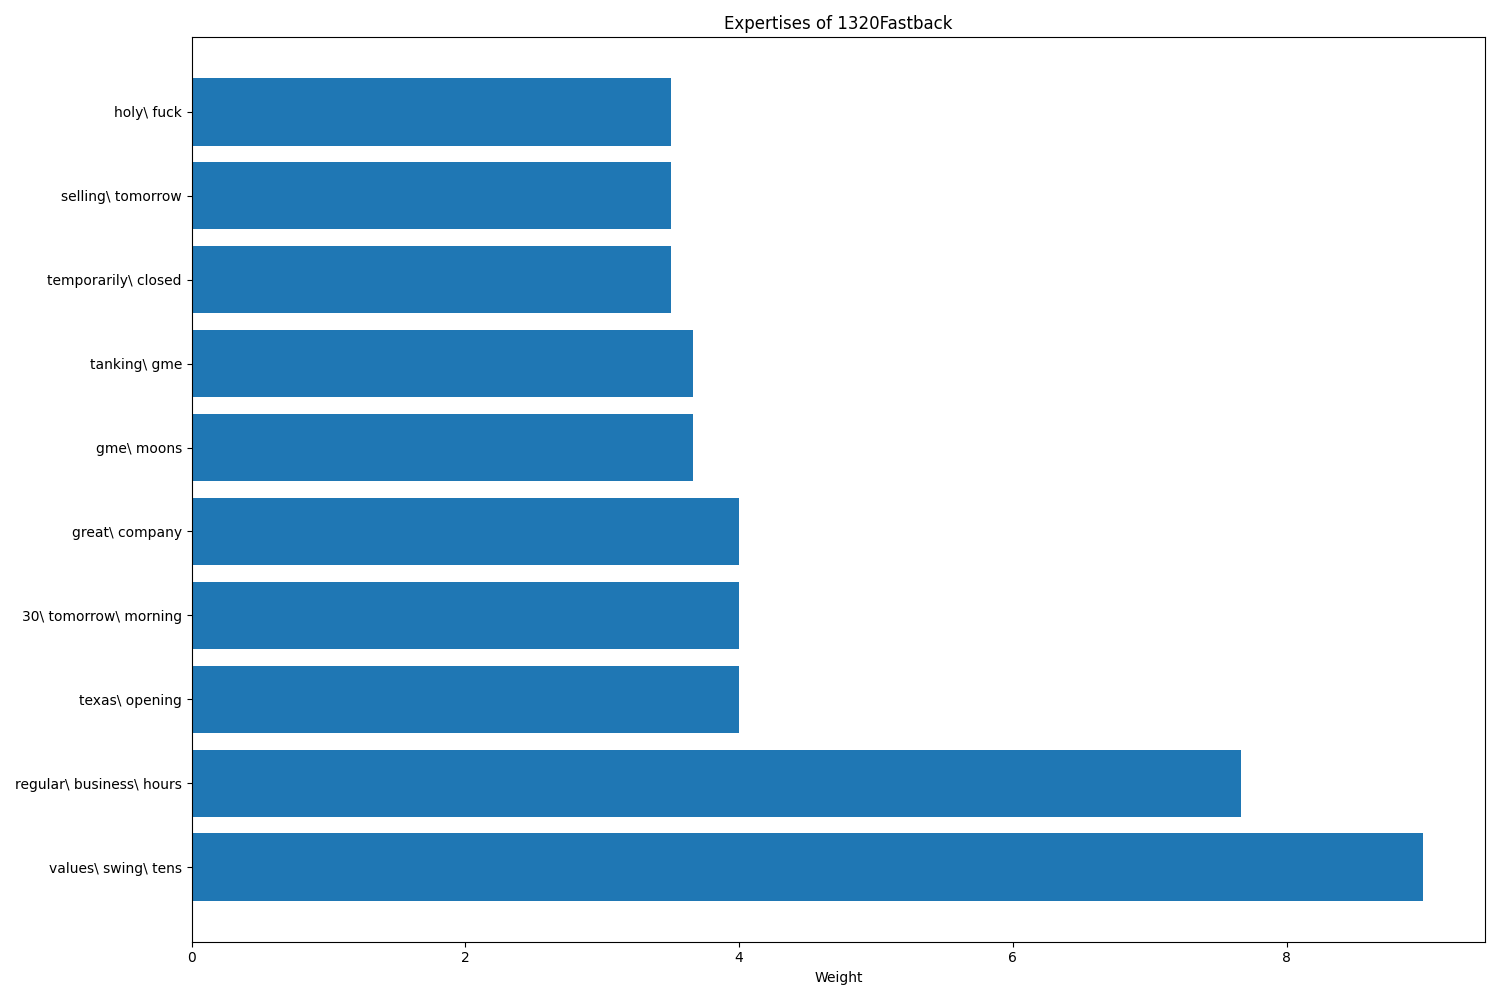 Expertises of 1320Fastback
holy\ fuck
selling\ tomorrow
temporarily\ closed
tanking\ gme
gme\ moons
great\ company
30\ tomorrow\ morning
texas\ opening
regular\ business\ hours
values\ swing\ tens
0 2 4 6 8
Weight